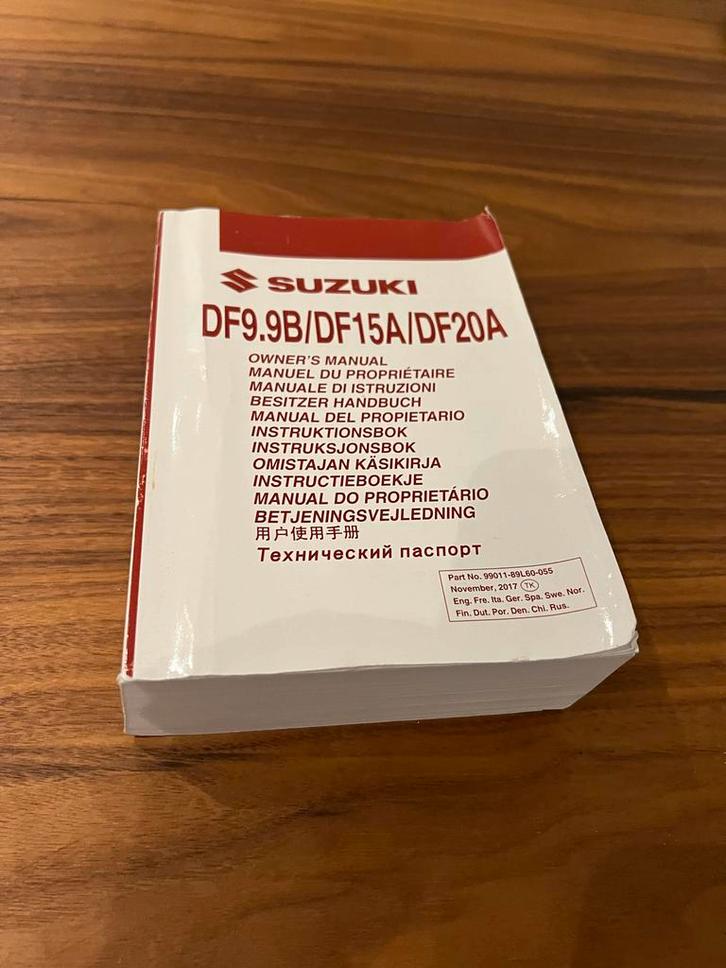 SUZUKI
DF9.9B/DF15A/DF20A
OWNER'S MANUAL
MANUEL DU PROPRIÉTAIRE
MANUALE DI ISTRUZIONI
BESITZER HANDBUCH
MANUAL DEL PROPIETARIO
INSTRUKTIONSBOK
INSTRUKSJONSBOK
OMISTAJAN KÄSIKIRJA
INSTRUCTIEBOEKJE
MANUAL DO PROPRIETÁRIO
BETJENINGSVEJLEDNING
用户使用手册
Технический паспорт
Part No. 99011-89L60-055
November, 2017 TK
Eng. Fre. Ita. Ger. Spa. Swe. Nor.
Fin. Dut. Por. Den. Chi. Rus.